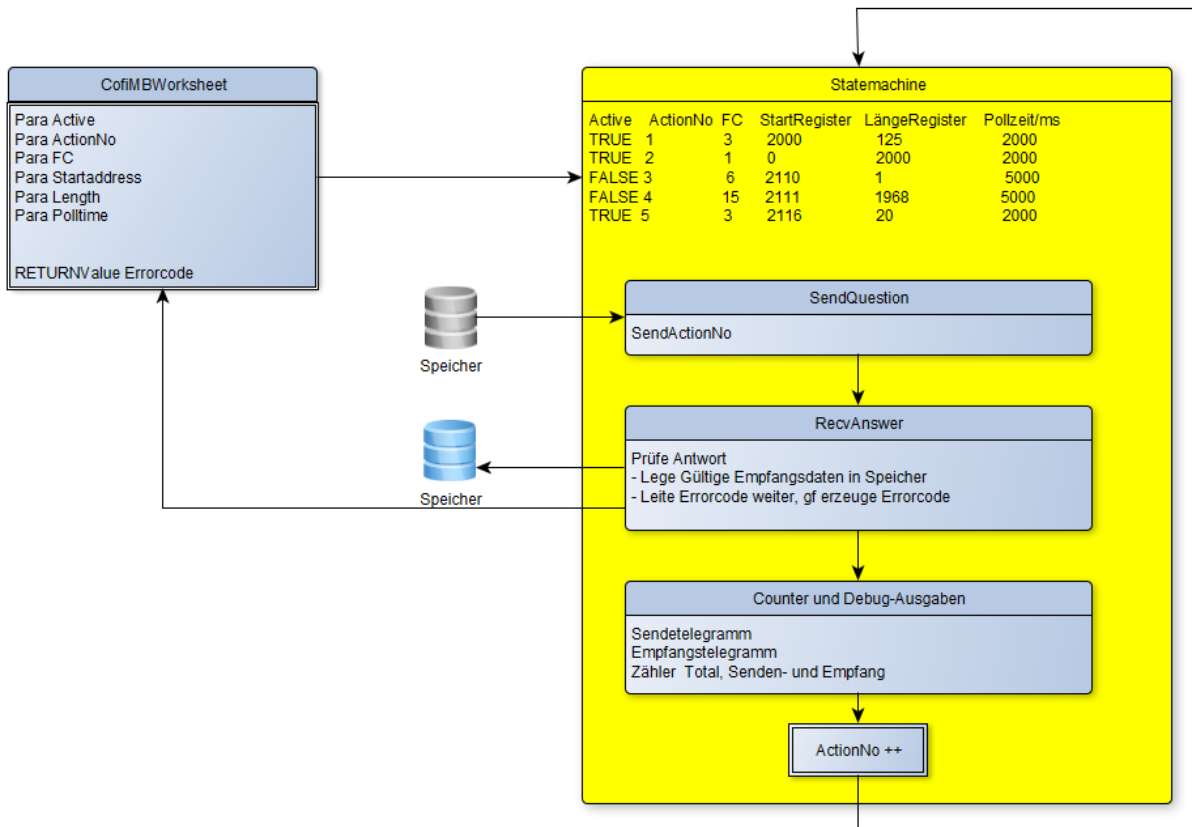 CofiMBWorksheet
Para Active
Para ActionNo
Para FC
Para Startaddress
Para Length
Para Polltime
RETURNValue Errorcode
Speicher
Speicher
Statemachine
Active ActionNo FC StartRegister LängeRegister Pollzeit/ms
TRUE 1 3 2000 125 2000
TRUE 2 1 0 2000 2000
FALSE 3 6 2110 1 5000
FALSE 4 15 2111 1968 5000
TRUE 5 3 2116 20 2000
SendQuestion
SendActionNo
RecvAnswer
Prüfe Antwort
- Lege Gültige Empfangsdaten in Speicher
- Leite Errorcode weiter, gf erzeuge Errorcode
Counter und Debug-Ausgaben
Sendetelegramm
Empfangstelegramm
Zähler Total, Senden- und Empfang
ActionNo ++